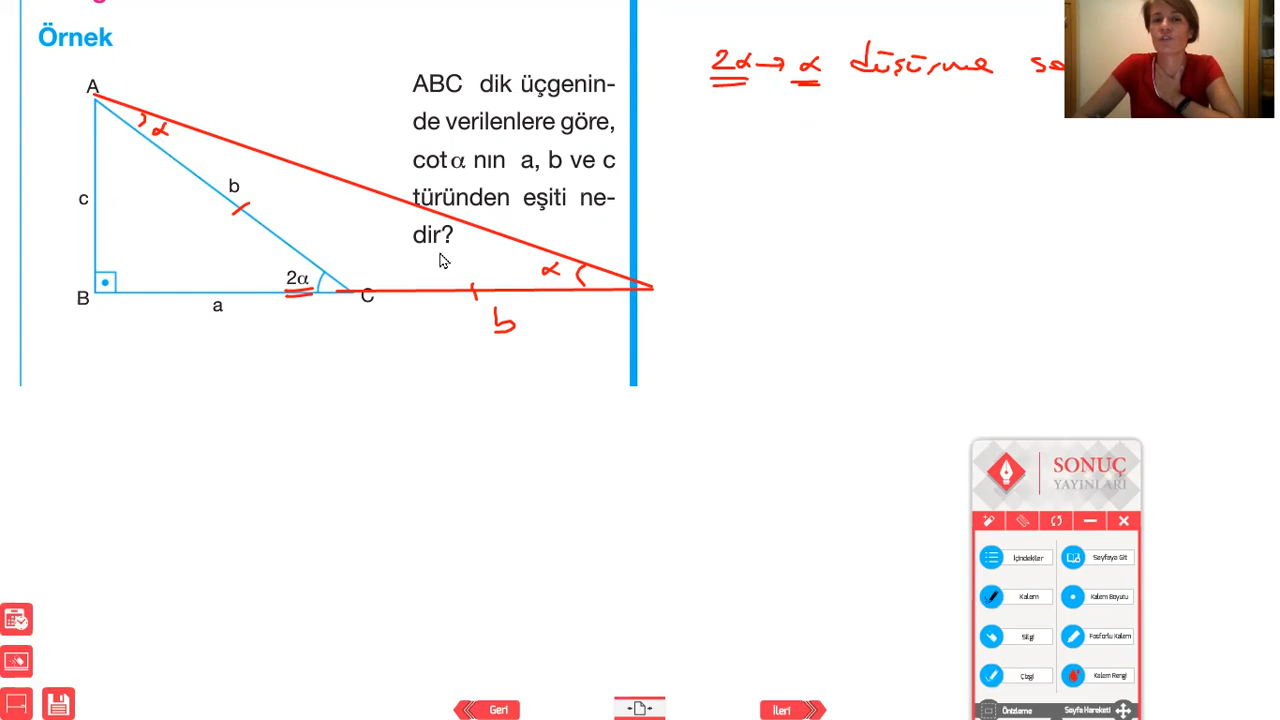 Örnek
2α → α düşürme
A
ABC dik üçgenin-
de verilenlere göre,
cot α nın a, b ve c
türünden eşiti ne-
dir?
α
b
c
α
2α
B
C
a
b
SONUÇ
YAYINLARI
İçindekiler
Sayfaya Git
Kalem
Kalem Boyutu
Silgi
Fosforlu Kalem
Çizgi
Kalem Rengi
Önizleme
Sayfa Hareketi
Geri
İleri